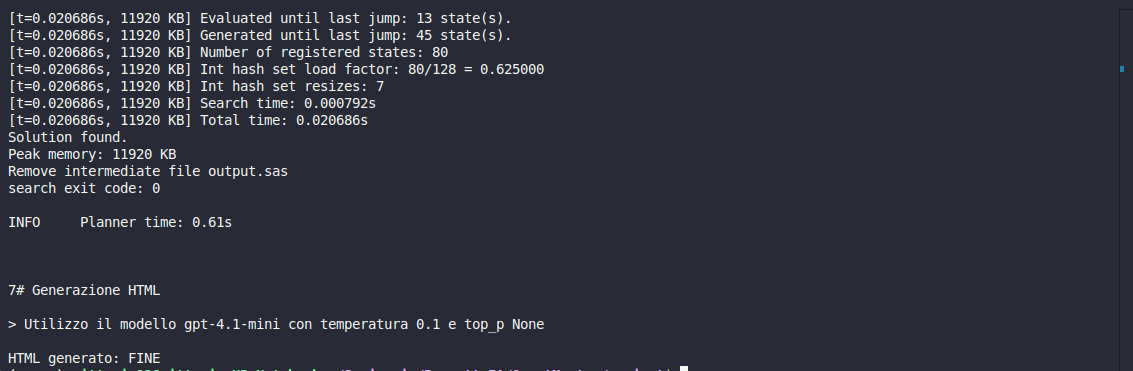 [t=0.020686s, 11920 KB] Evaluated until last jump: 13 state(s).
[t=0.020686s, 11920 KB] Generated until last jump: 45 state(s).
[t=0.020686s, 11920 KB] Number of registered states: 80
[t=0.020686s, 11920 KB] Int hash set load factor: 80/128 = 0.625000
[t=0.020686s, 11920 KB] Int hash set resizes: 7
[t=0.020686s, 11920 KB] Search time: 0.000792s
[t=0.020686s, 11920 KB] Total time: 0.020686s
Solution found.
Peak memory: 11920 KB
Remove intermediate file output.sas
search exit code: 0
INFO     Planner time: 0.61s
7# Generazione HTML
> Utilizzo il modello gpt-4.1-mini con temperatura 0.1 e top_p None
HTML generato: FINE